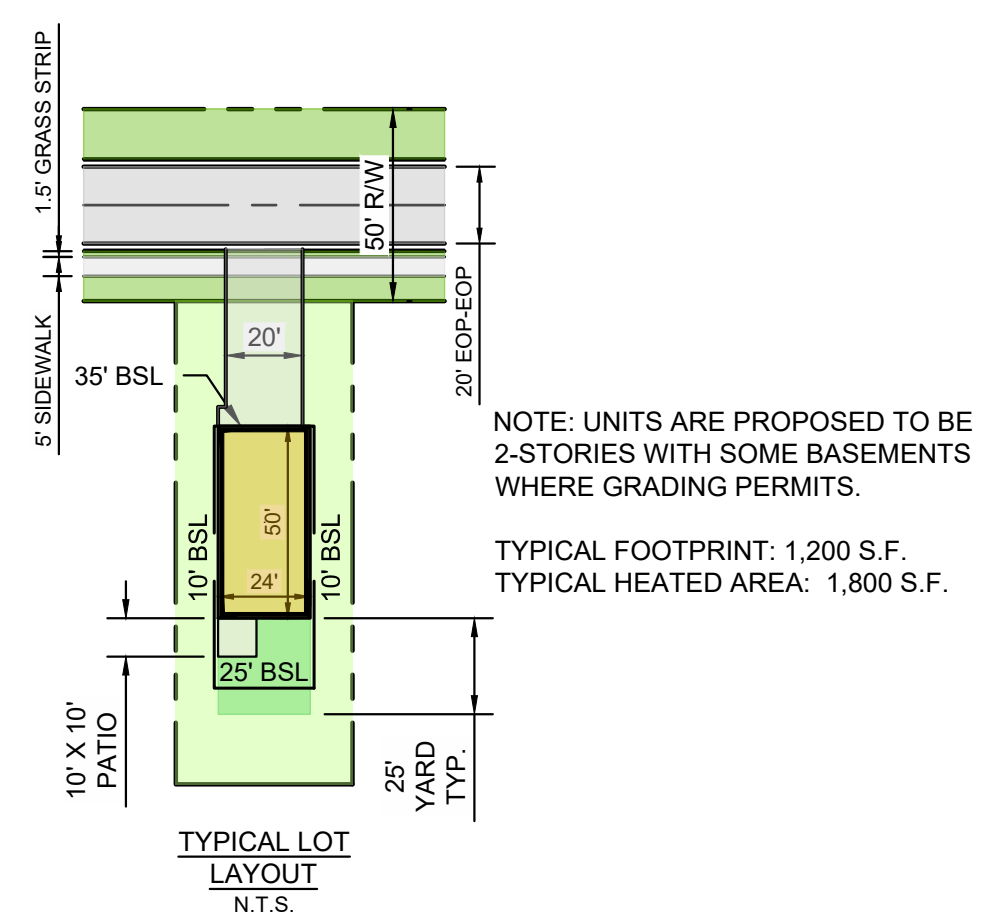 1.5' GRASS STRIP
5' SIDEWALK
50' R/W
20' EOP-EOP
20'
35' BSL
NOTE: UNITS ARE PROPOSED TO BE
2-STORIES WITH SOME BASEMENTS
WHERE GRADING PERMITS.
50'
10' BSL
10' BSL
24'
TYPICAL FOOTPRINT: 1,200 S.F.
TYPICAL HEATED AREA: 1,800 S.F.
25' BSL
10' X 10'
PATIO
25'
YARD
TYP.
TYPICAL LOT
LAYOUT
N.T.S.